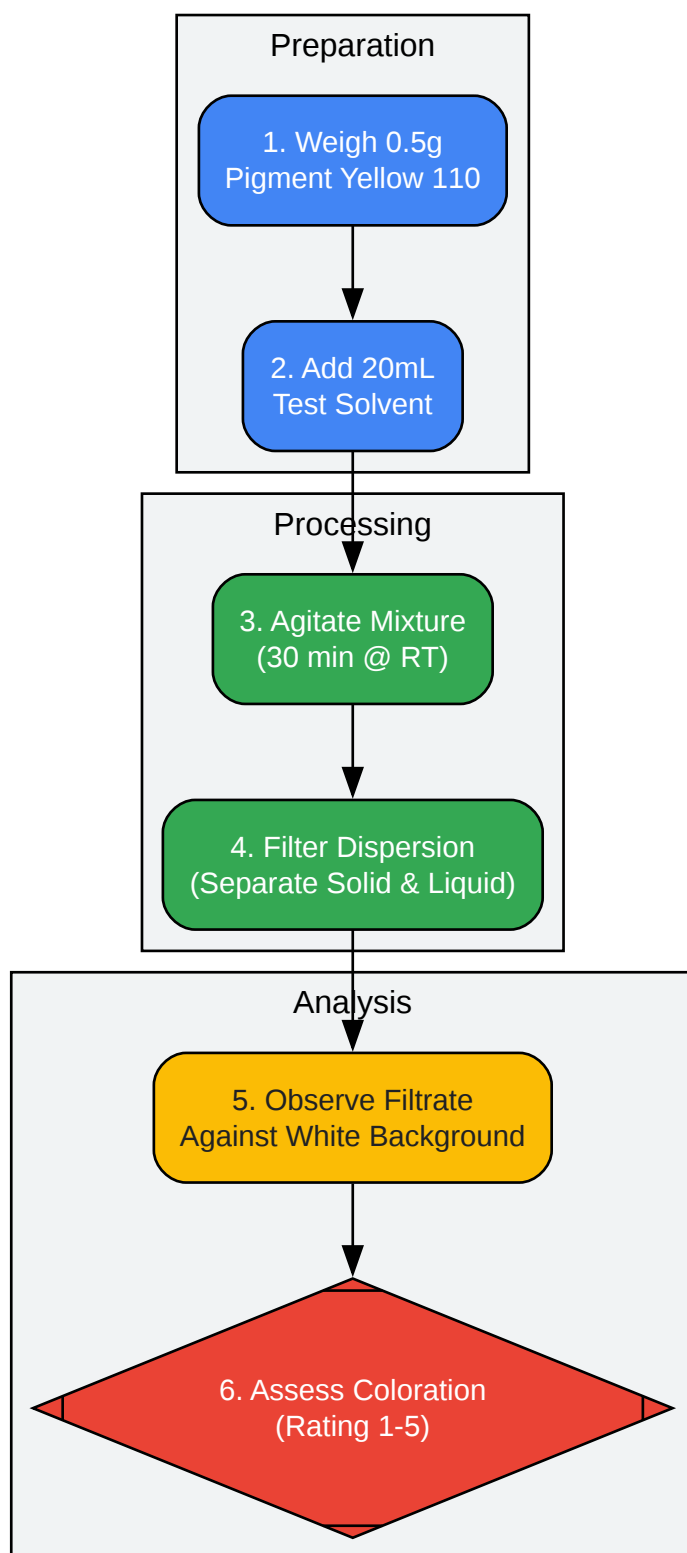 Preparation
1. Weigh 0.5g
Pigment Yellow 110
2. Add 20mL
Test Solvent
Processing
3. Agitate Mixture
(30 min @ RT)
4. Filter Dispersion
(Separate Solid & Liquid)
Analysis
5. Observe Filtrate
Against White Background
6. Assess Coloration
(Rating 1-5)